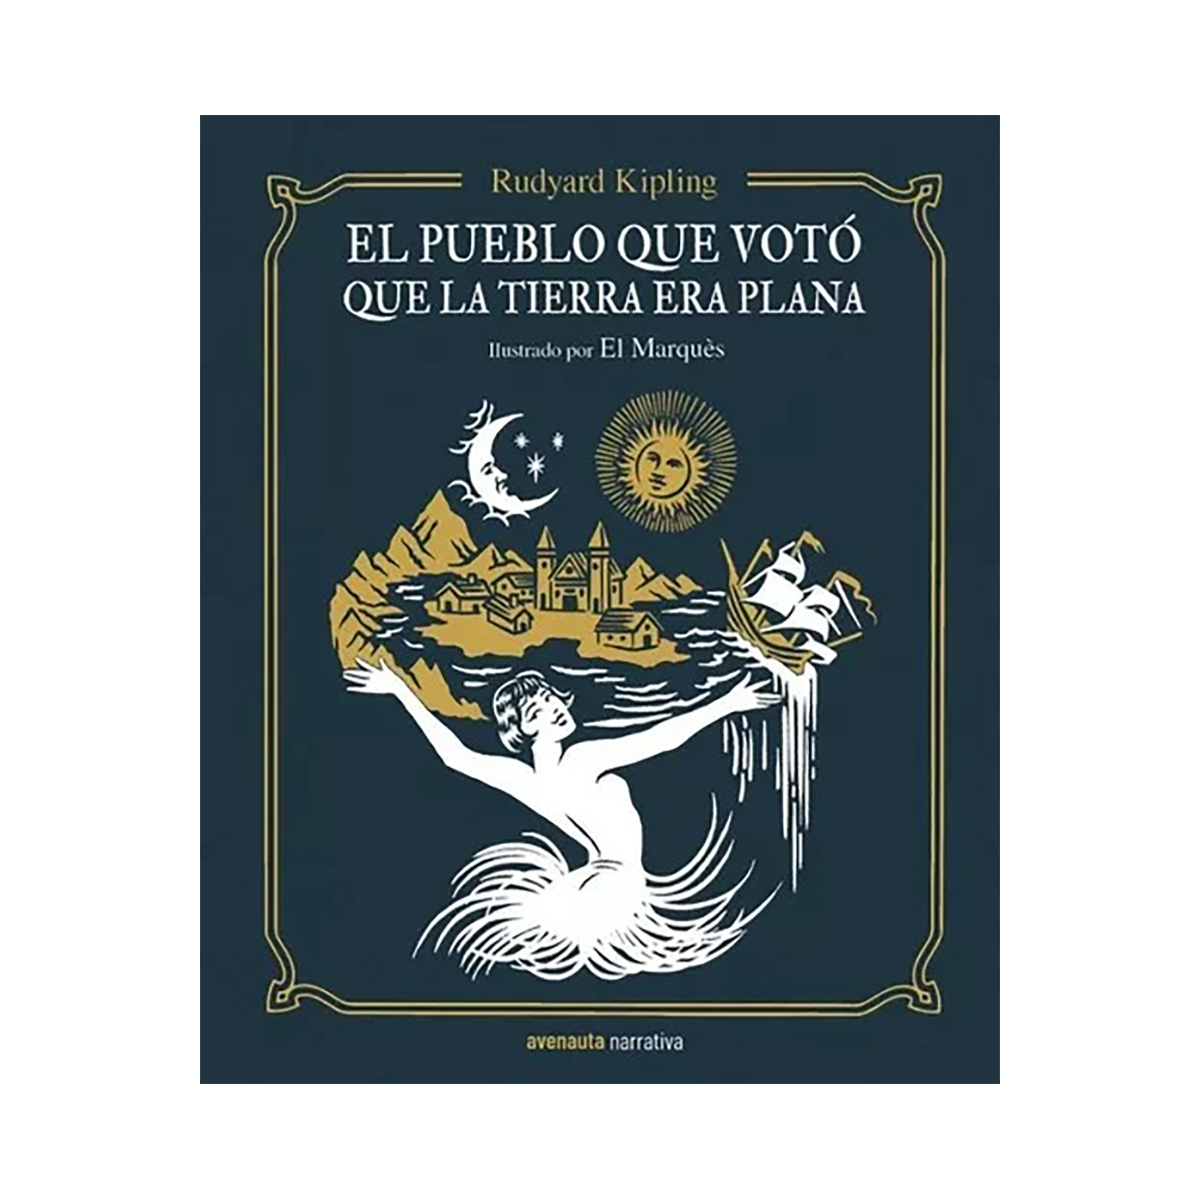 Rudyard Kipling
EL PUEBLO QUE VOTÓ
QUE LA TIERRA ERA PLANA
Ilustrado por El Marquès
avenauta narrativa